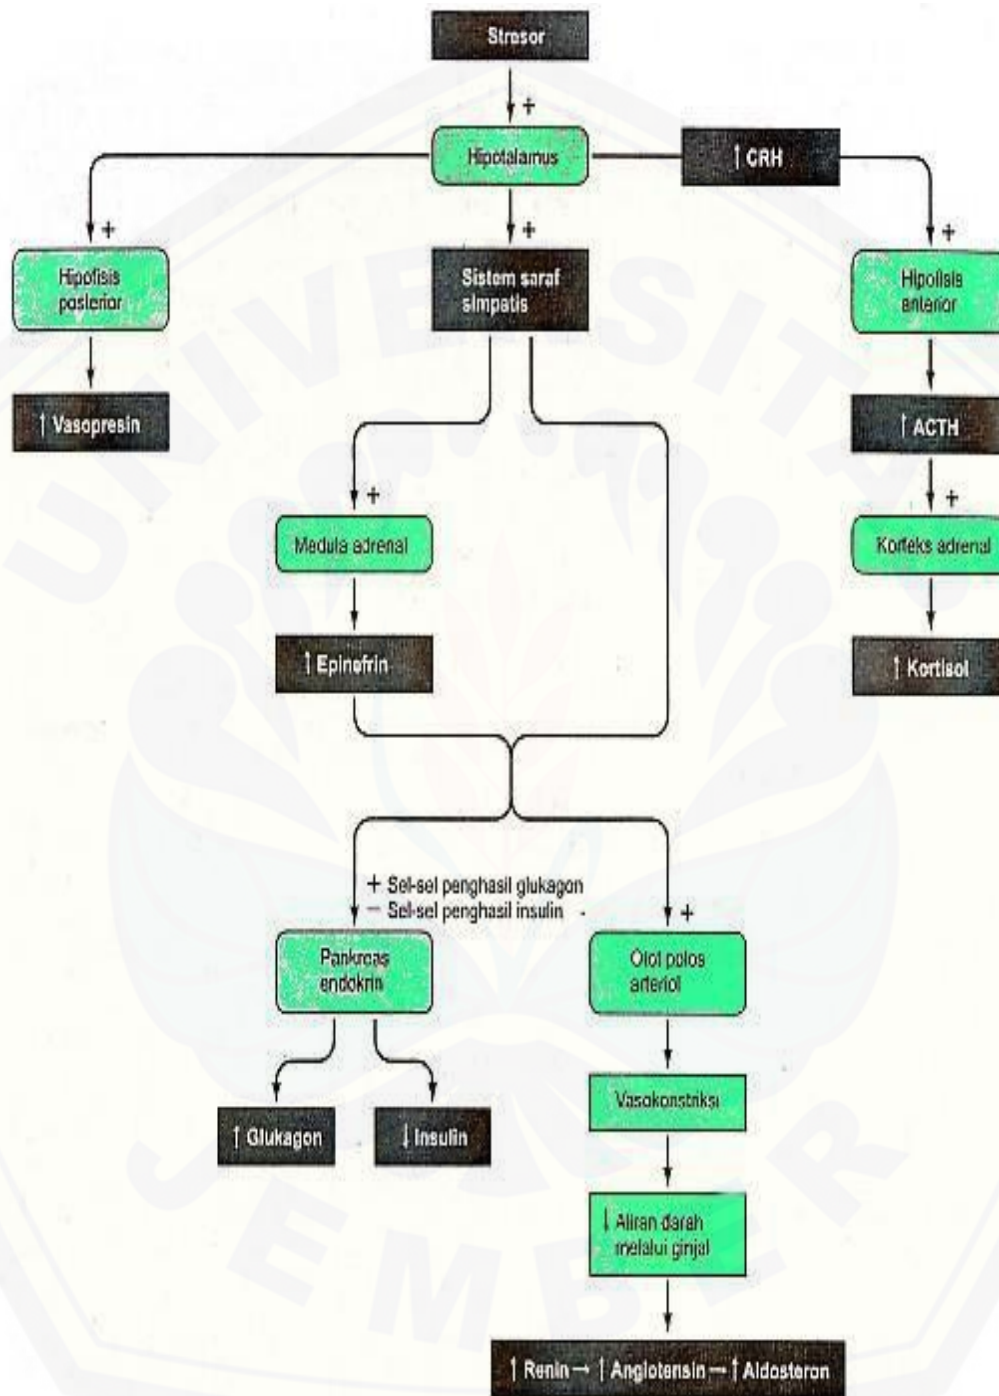 Stresor
+
Hipotalamus
↑ CRH
+
+
+
Hipofisis
posterior
Sistem saraf
simpatis
Hipofisis
anterior
↑ Vasopresin
↑ ACTH
+
+
Medula adrenal
Korteks adrenal
↑ Epinefrin
↑ Kortisol
+ Sel-sel penghasil glukagon
− Sel-sel penghasil insulin
+
Pankreas
endokrin
Otot polos
arteriol
Vasokonstriksi
↑ Glukagon
↓ Insulin
↓ Aliran darah
melalui ginjal
↑ Renin → ↑ Angiotensin → ↑ Aldosteron
UNIVERSITAS
JEMBER